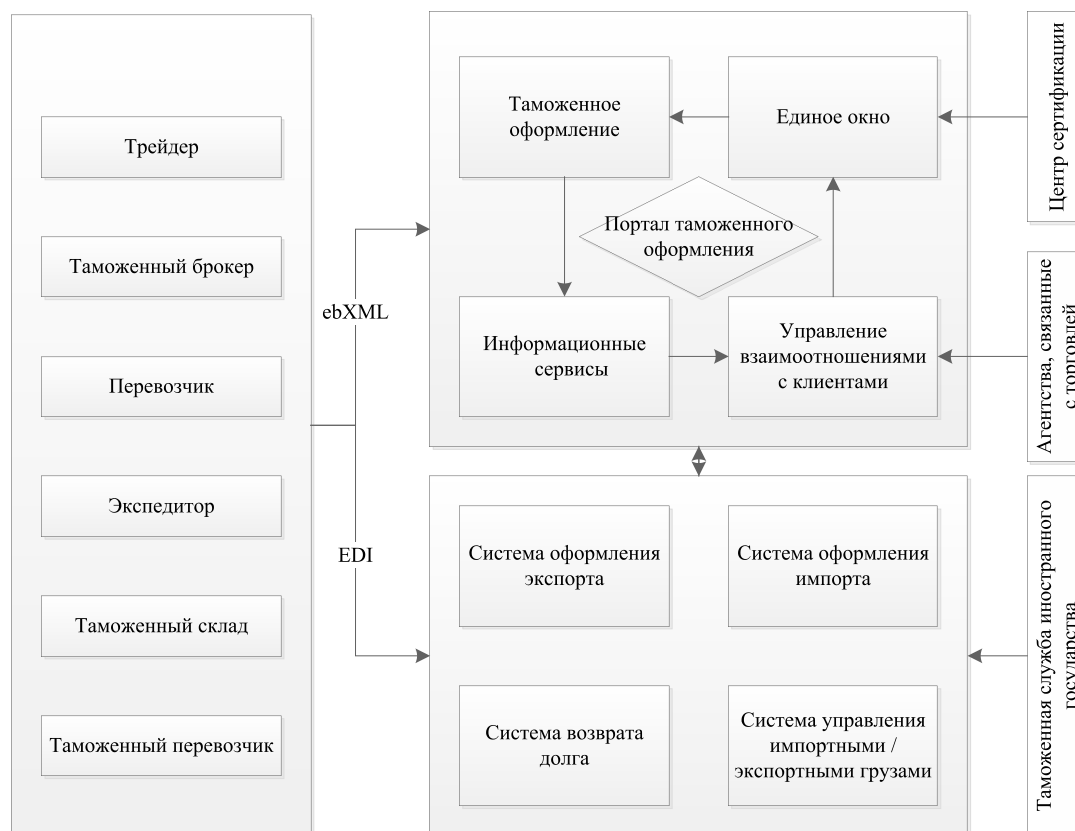 Трейдер
Таможенный брокер
Перевозчик
Экспедитор
Таможенный склад
Таможенный перевозчик
ebXML
EDI
Таможенное
оформление
Единое окно
Портал таможенного
оформления
Информационные
сервисы
Управление
взаимоотношениями
с клиентами
Система оформления
экспорта
Система оформления
импорта
Система возврата
долга
Система управления
импортными /
экспортными грузами
Центр сертификации
Агентства, связанные
с торговлей
Таможенная служба иностранного
государства